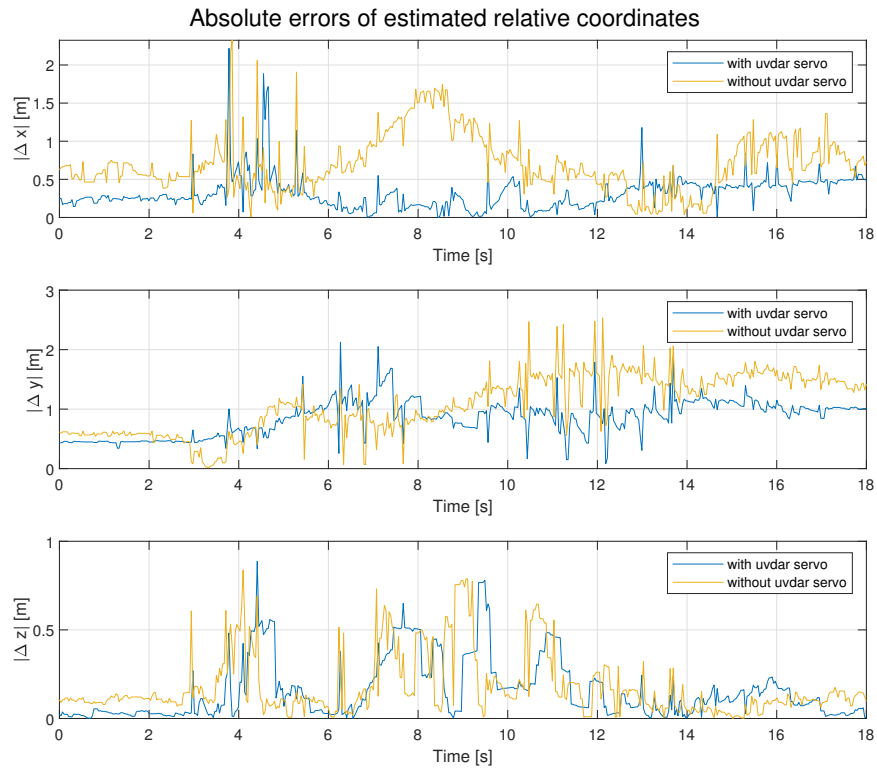 Absolute errors of estimated relative coordinates
|Δ x| [m]
2
1.5
1
0.5
0
with uvdar servo
without uvdar servo
0 2 4 6 8 10 12 14 16 18
Time [s]
|Δ y| [m]
3
2
1
0
with uvdar servo
without uvdar servo
0 2 4 6 8 10 12 14 16 18
Time [s]
|Δ z| [m]
1
0.5
0
with uvdar servo
without uvdar servo
0 2 4 6 8 10 12 14 16 18
Time [s]